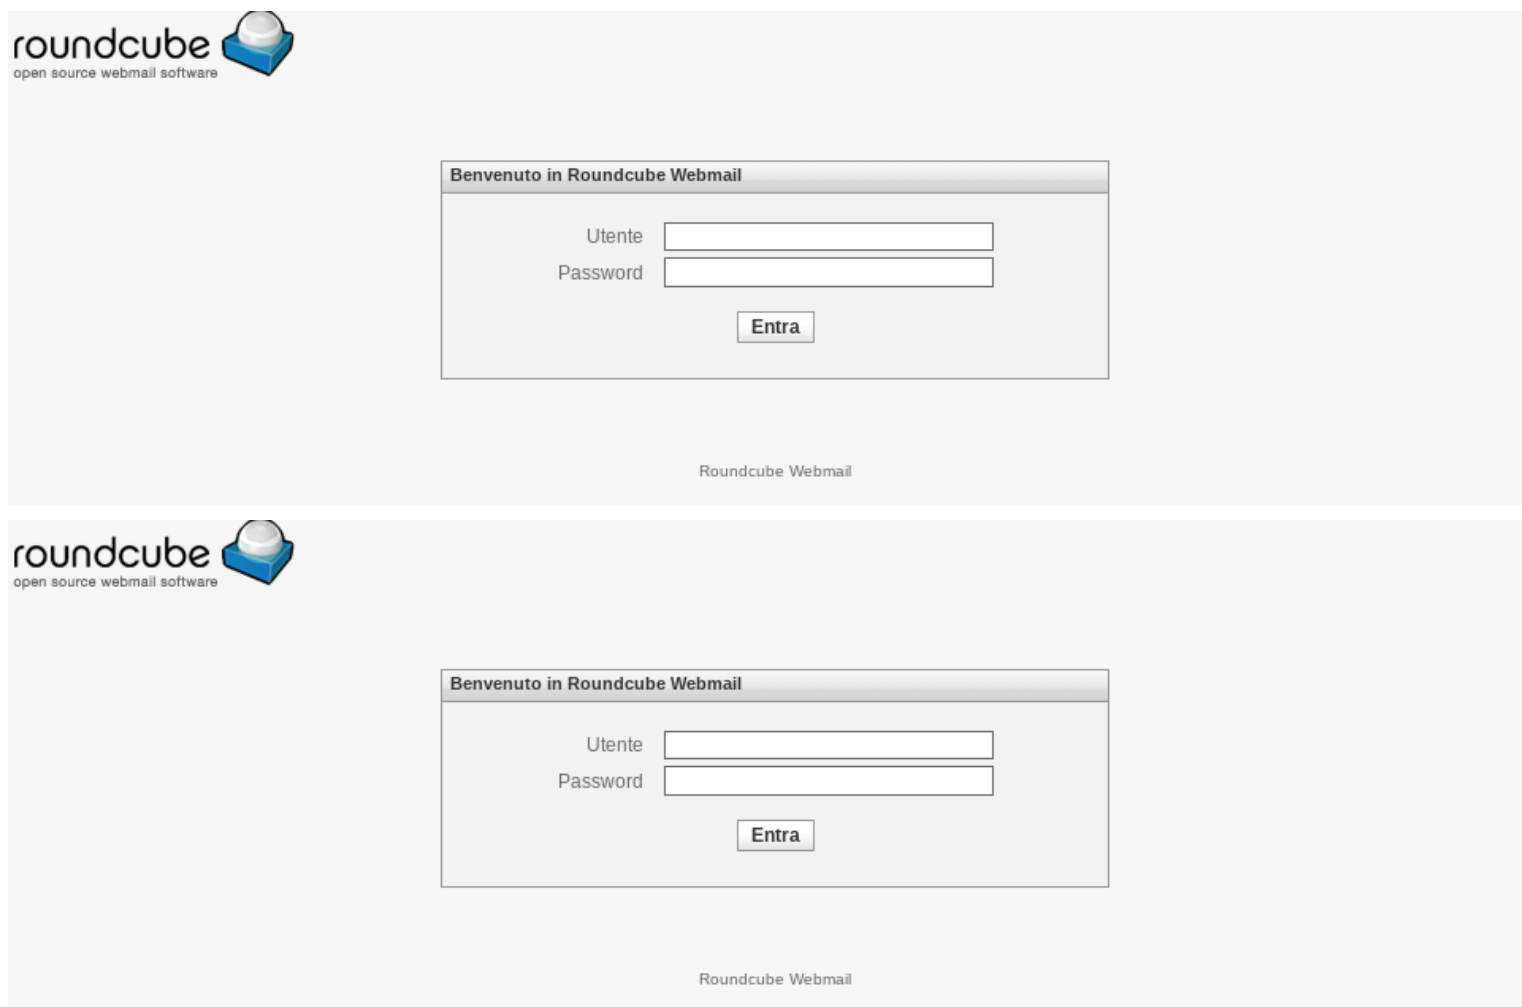 roundcube
open source webmail software
Benvenuto in Roundcube Webmail
Utente
Password
Entra
Roundcube Webmail
roundcube
open source webmail software
Benvenuto in Roundcube Webmail
Utente
Password
Entra
Roundcube Webmail